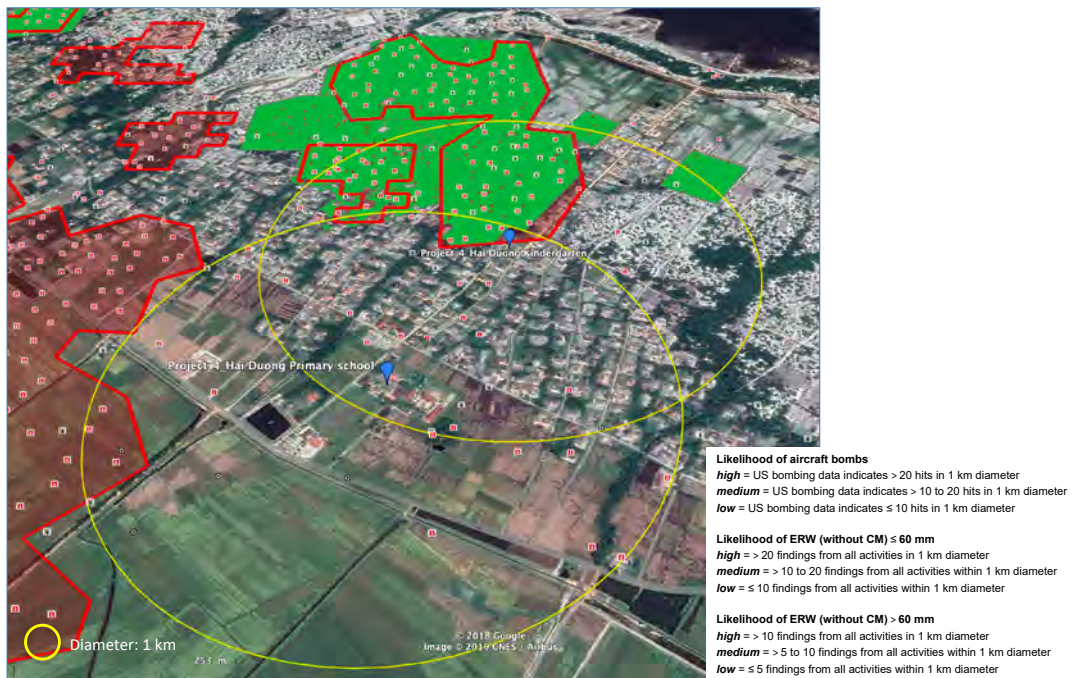 Project_4_Hai Duong Kindergarten
Project_4_Hai Duong Primary school
Diameter: 1 km
© 2018 Google
Image © 2019 CNES / Airbus
253 m
Likelihood of aircraft bombs
high = US bombing data indicates > 20 hits in 1 km diameter
medium = US bombing data indicates > 10 to 20 hits in 1 km diameter
low = US bombing data indicates ≤ 10 hits in 1 km diameter
Likelihood of ERW (without CM) ≤ 60 mm
high = > 20 findings from all activities in 1 km diameter
medium = > 10 to 20 findings from all activities within 1 km diameter
low = ≤ 10 findings from all activities within 1 km diameter
Likelihood of ERW (without CM) > 60 mm
high = > 10 findings from all activities in 1 km diameter
medium = > 5 to 10 findings from all activities within 1 km diameter
low = ≤ 5 findings from all activities within 1 km diameter